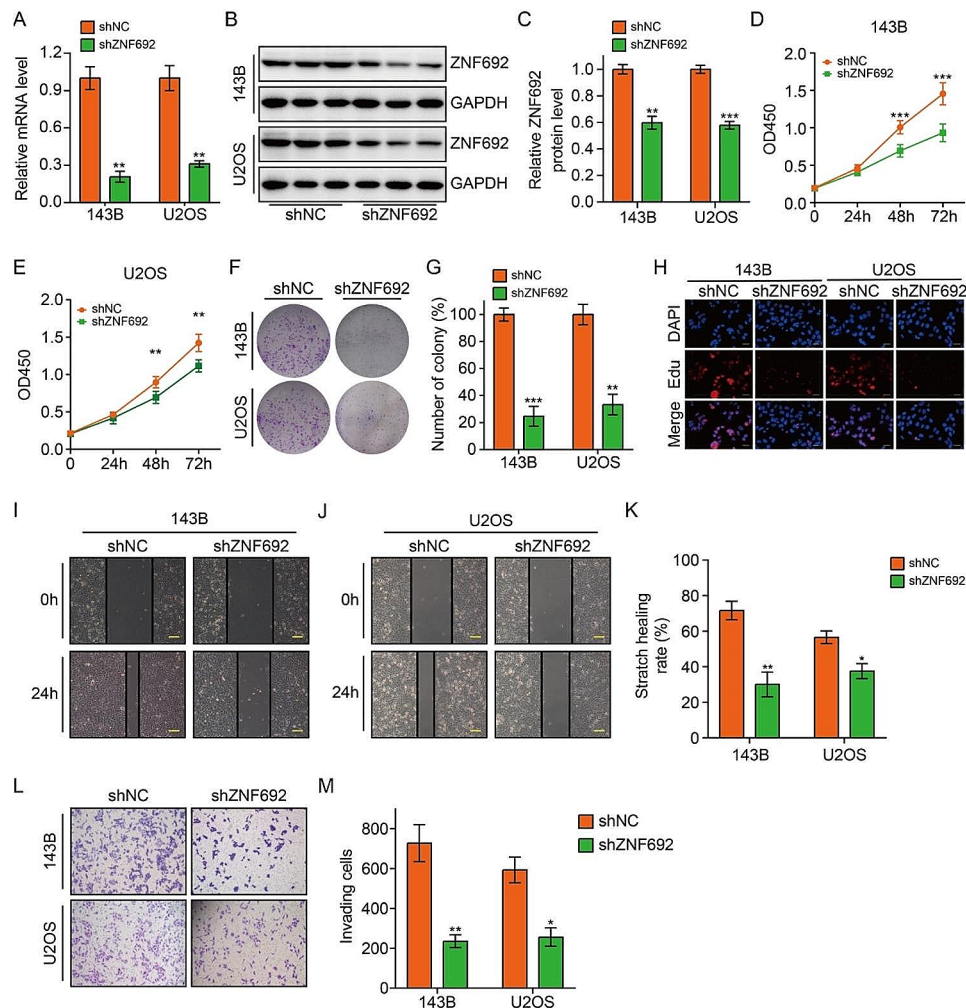 A
shNC
shZNF692
Relative mRNA level
1.2
0.9
0.6
0.3
0.0
**
**
143B
U2OS
B
143B
U2OS
ZNF692
GAPDH
ZNF692
GAPDH
shNC
shZNF692
C
shNC
shZNF692
Relative ZNF692
protein level
1.0
0.8
0.6
0.4
0.2
0.0
**
***
143B
U2OS
D
143B
shNC
shZNF692
OD450
2.0
1.5
1.0
0.5
0.0
***
***
0
24h
48h
72h
E
U2OS
shNC
shZNF692
OD450
2.0
1.5
1.0
0.5
0.0
**
**
0
24h
48h
72h
F
shNC
shZNF692
143B
U2OS
G
shNC
shZNF692
Number of colony (%)
100
80
60
40
20
0
***
**
143B
U2OS
H
143B
U2OS
shNC
shZNF692
shNC
shZNF692
DAPI
Edu
Merge
I
143B
shNC
shZNF692
0h
24h
J
U2OS
shNC
shZNF692
0h
24h
K
shNC
shZNF692
Stratch healing
rate (%)
100
80
60
40
20
0
**
*
143B
U2OS
L
shNC
shZNF692
143B
U2OS
M
shNC
shZNF692
Invading cells
800
600
400
200
0
**
*
143B
U2OS